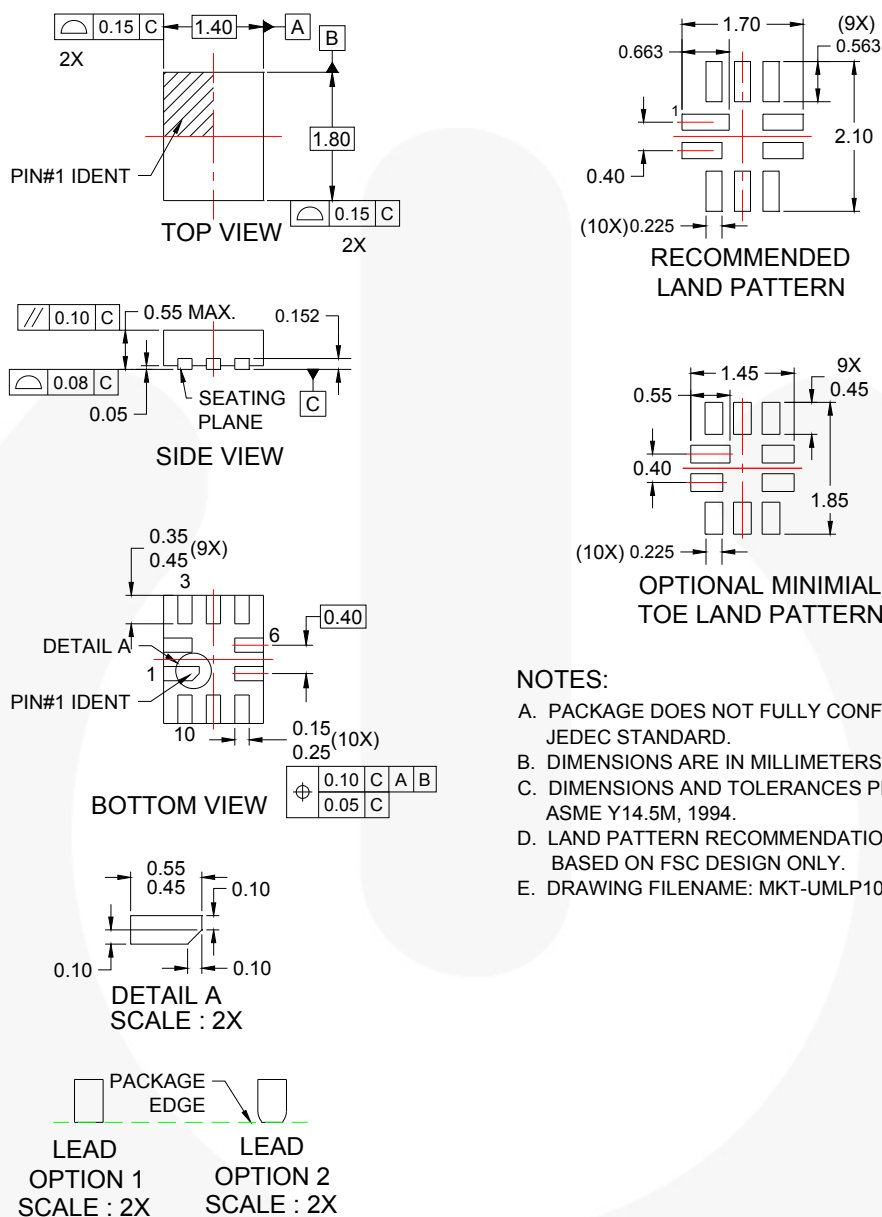 0.15 C
1.40
A
B
2X
1.80
PIN#1 IDENT
0.15 C
TOP VIEW
2X
1.70
(9X)
0.663
0.563
1
2.10
0.40
(10X) 0.225
RECOMMENDED
LAND PATTERN
// 0.10 C
0.55 MAX.
0.152
0.08 C
0.05
SEATING
PLANE
C
SIDE VIEW
1.45
9X
0.45
0.55
0.40
1.85
(10X) 0.225
OPTIONAL MINIMIAL
TOE LAND PATTERN
0.35
0.45 (9X)
3
0.40
DETAIL A
6
1
PIN#1 IDENT
10
0.15
0.25 (10X)
BOTTOM VIEW
⌖ 0.10 C A B
0.05 C
NOTES:
A. PACKAGE DOES NOT FULLY CONF
JEDEC STANDARD.
B. DIMENSIONS ARE IN MILLIMETERS
C. DIMENSIONS AND TOLERANCES P
ASME Y14.5M, 1994.
D. LAND PATTERN RECOMMENDATIO
BASED ON FSC DESIGN ONLY.
E. DRAWING FILENAME: MKT-UMLP10
0.55
0.45
0.10
0.10
0.10
DETAIL A
SCALE : 2X
PACKAGE
EDGE
LEAD
OPTION 1
SCALE : 2X
LEAD
OPTION 2
SCALE : 2X